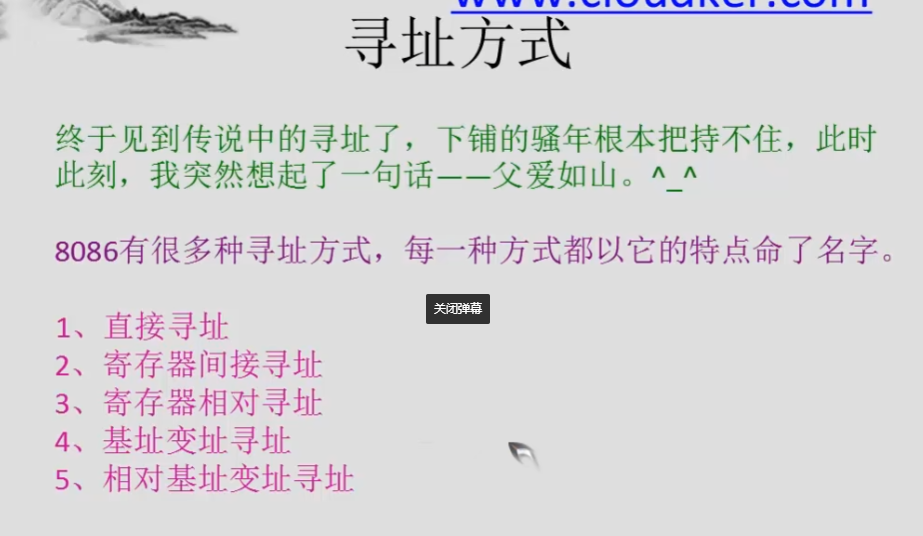 www.cloudker.com
寻址方式
终于见到传说中的寻址了，下铺的骚年根本把持不住，此时
此刻，我突然想起了一句话——父爱如山。^_^
8086有很多种寻址方式，每一种方式都以它的特点命了名字。
关闭弹幕
1、直接寻址
2、寄存器间接寻址
3、寄存器相对寻址
4、基址变址寻址
5、相对基址变址寻址